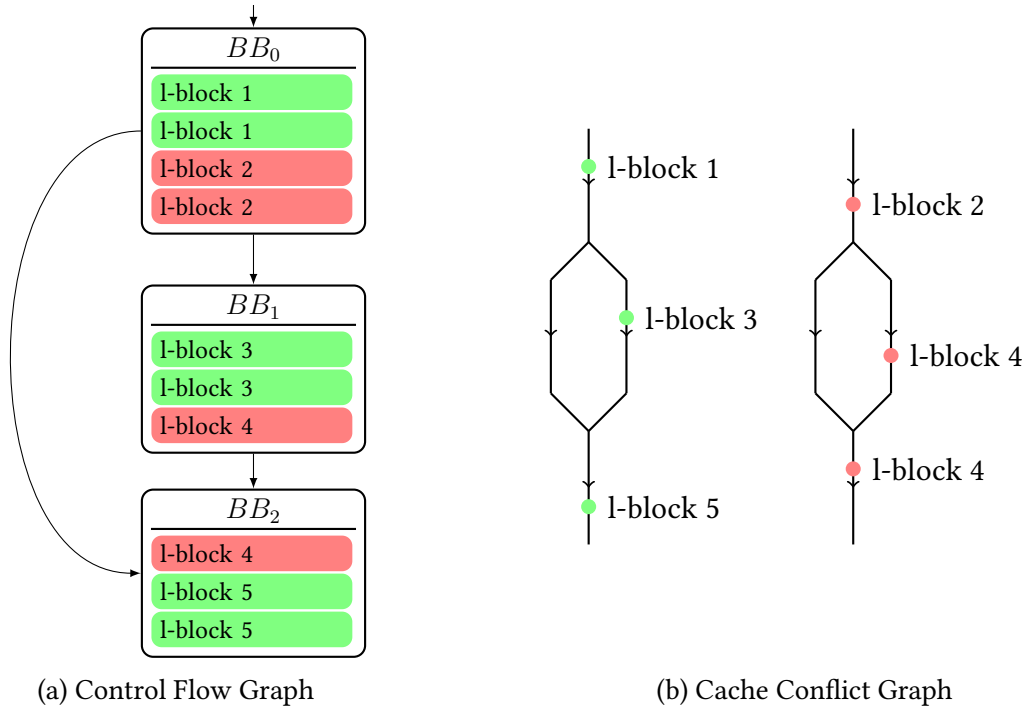 BB0
l-block 1
l-block 1
l-block 2
l-block 2
BB1
l-block 3
l-block 3
l-block 4
BB2
l-block 4
l-block 5
l-block 5
(a) Control Flow Graph
l-block 1
l-block 3
l-block 5
l-block 2
l-block 4
l-block 4
(b) Cache Conflict Graph